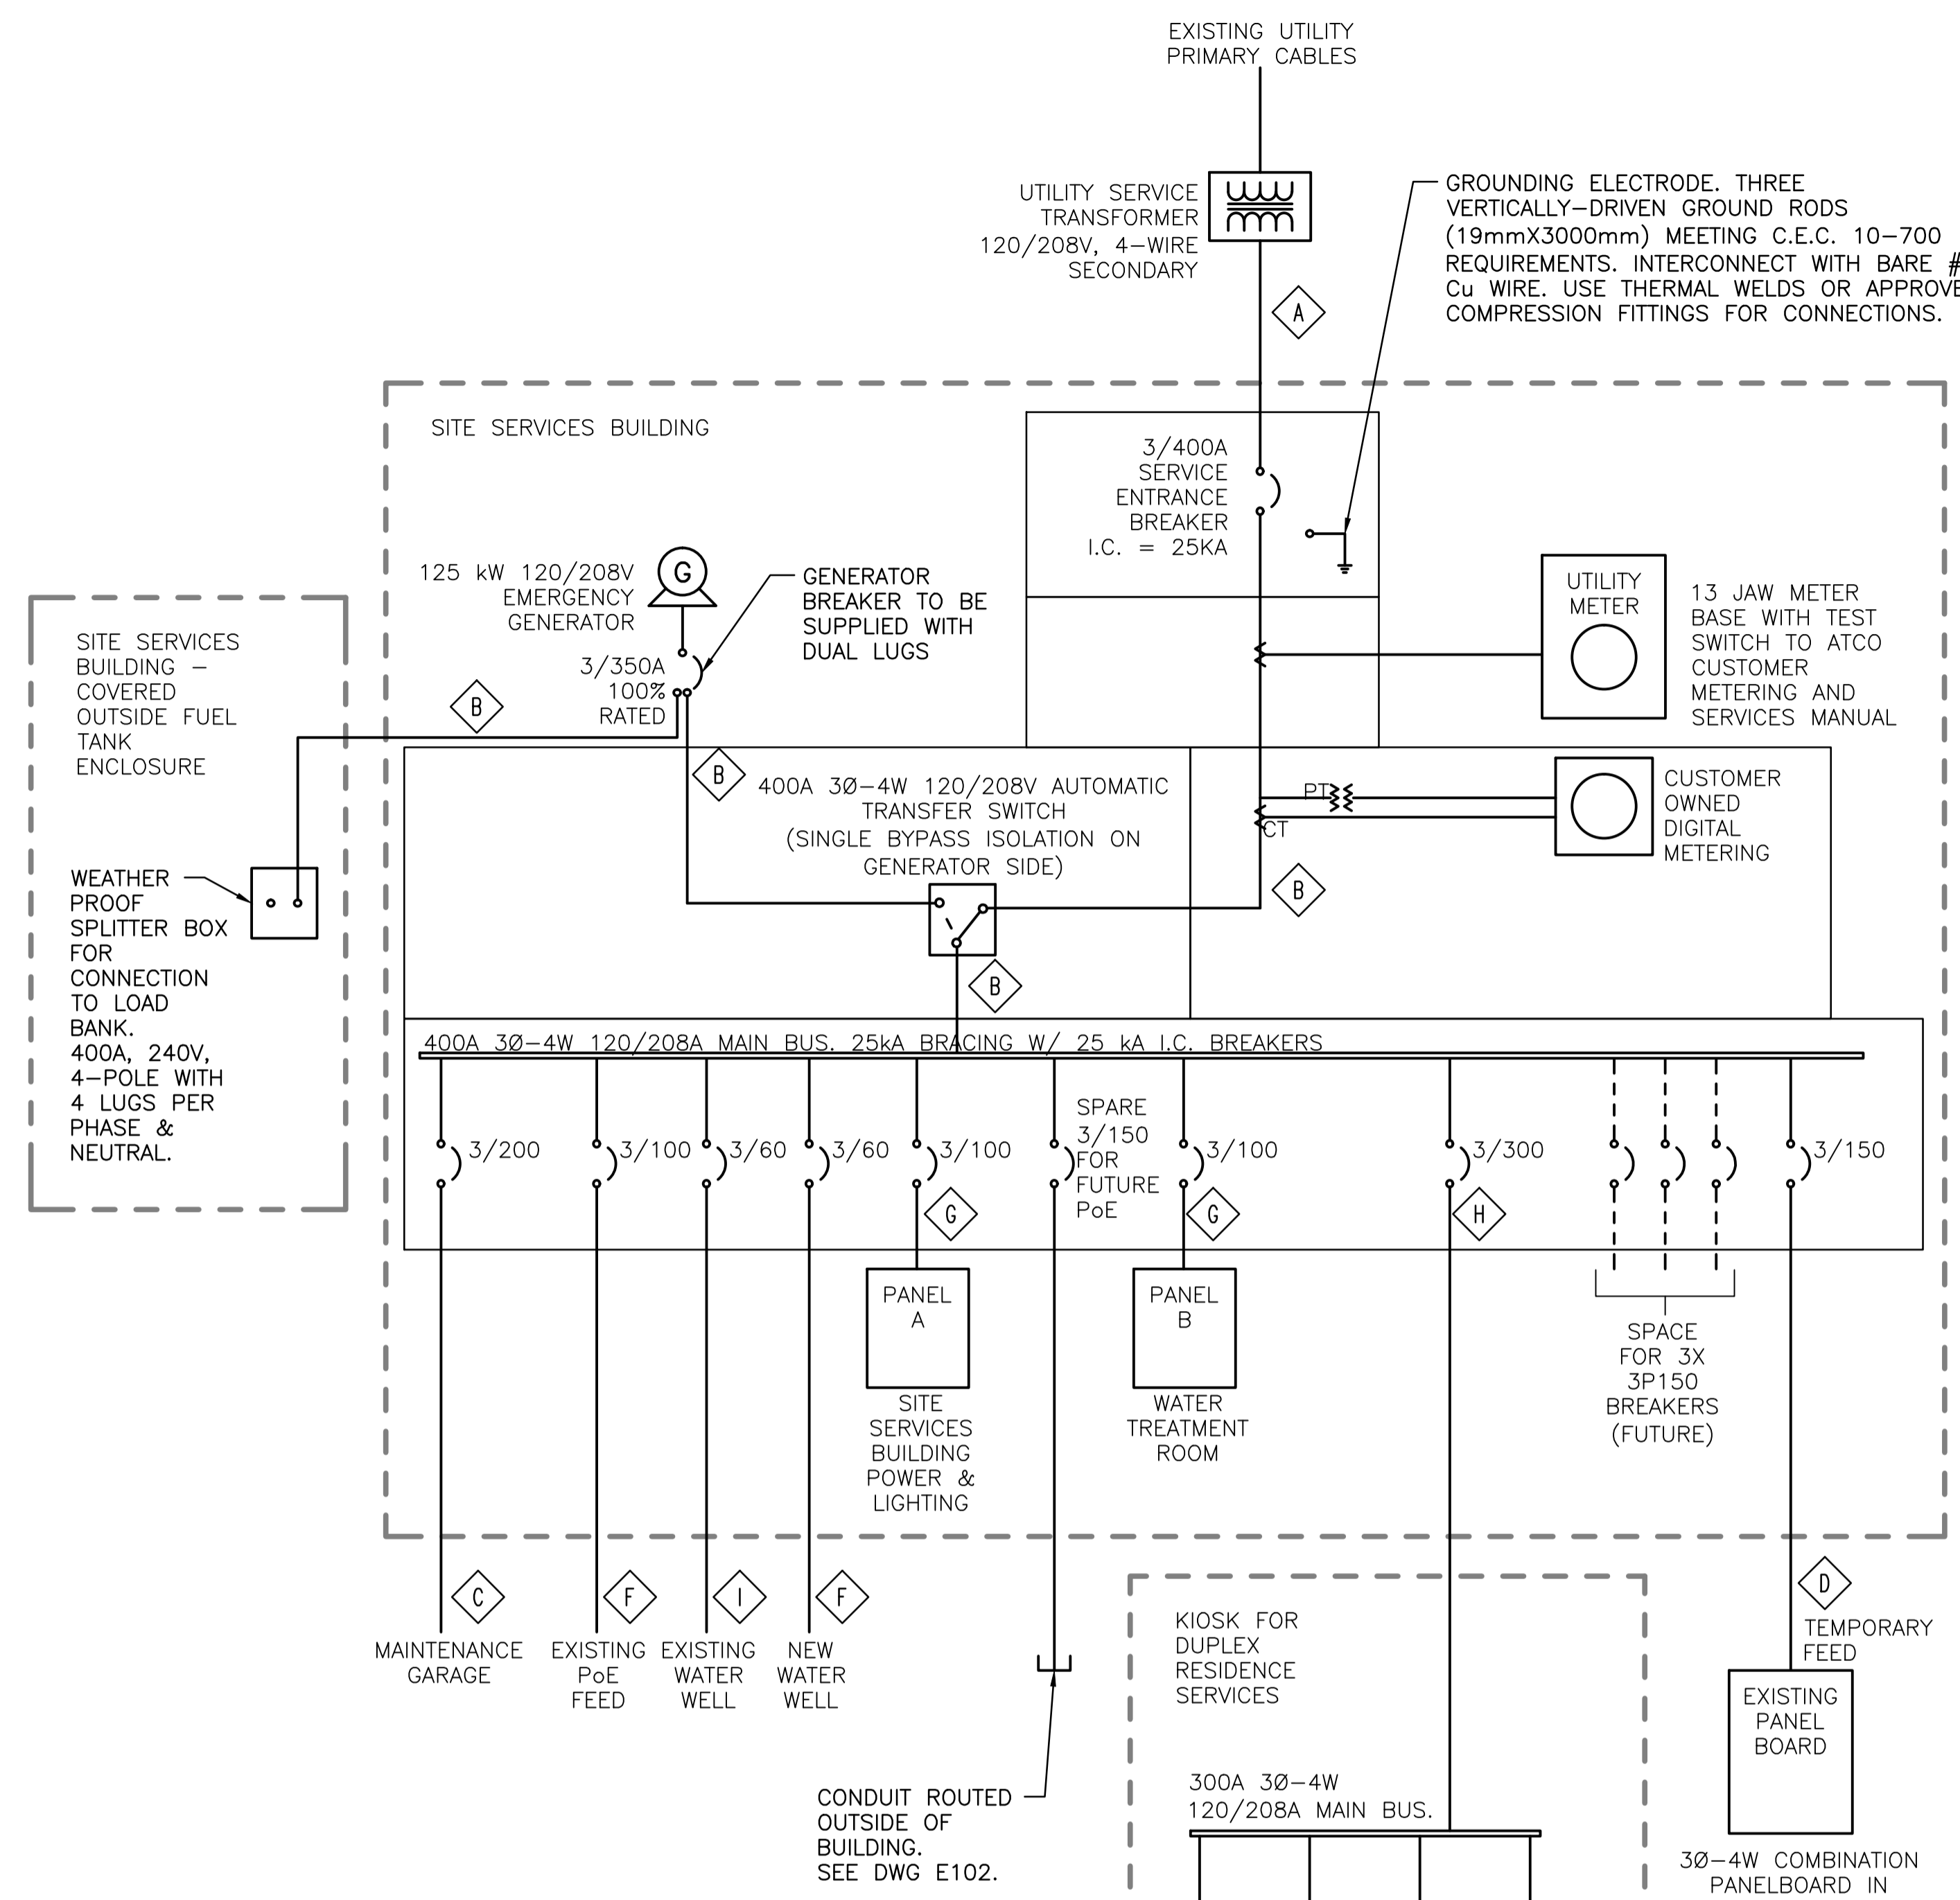 EXISTING UTILITY
PRIMARY CABLES
UTILITY SERVICE
TRANSFORMER
120/208V, 4-WIRE
SECONDARY
A
GROUNDING ELECTRODE. THREE
VERTICALLY-DRIVEN GROUND RODS
(19mmX3000mm) MEETING C.E.C. 10-700
REQUIREMENTS. INTERCONNECT WITH BARE #
Cu WIRE. USE THERMAL WELDS OR APPROVE
COMPRESSION FITTINGS FOR CONNECTIONS.
SITE SERVICES BUILDING
3/400A
SERVICE
ENTRANCE
BREAKER
I.C. = 25KA
125 kW 120/208V
EMERGENCY
GENERATOR
G
GENERATOR
BREAKER TO BE
SUPPLIED WITH
DUAL LUGS
3/350A
100%
RATED
UTILITY
METER
13 JAW METER
BASE WITH TEST
SWITCH TO ATCO
CUSTOMER
METERING AND
SERVICES MANUAL
SITE SERVICES
BUILDING -
COVERED
OUTSIDE FUEL
TANK
ENCLOSURE
B
B
400A 3Ø-4W 120/208V AUTOMATIC
TRANSFER SWITCH
(SINGLE BYPASS ISOLATION ON
GENERATOR SIDE)
PT
CT
CUSTOMER
OWNED
DIGITAL
METERING
B
B
WEATHER
PROOF
SPLITTER BOX
FOR
CONNECTION
TO LOAD
BANK.
400A, 240V,
4-POLE WITH
4 LUGS PER
PHASE &
NEUTRAL.
400A 3Ø-4W 120/208A MAIN BUS. 25kA BRACING W/ 25 kA I.C. BREAKERS
3/200
3/100
3/60
3/60
3/100
SPARE
3/150
FOR
FUTURE
PoE
3/100
3/300
3/150
G
G
H
PANEL
A
SITE
SERVICES
BUILDING
POWER &
LIGHTING
PANEL
B
WATER
TREATMENT
ROOM
SPACE
FOR 3X
3P150
BREAKERS
(FUTURE)
C
F
I
F
D
MAINTENANCE
GARAGE
EXISTING
PoE
FEED
EXISTING
WATER
WELL
NEW
WATER
WELL
CONDUIT ROUTED
OUTSIDE OF
BUILDING.
SEE DWG E102.
KIOSK FOR
DUPLEX
RESIDENCE
SERVICES
300A 3Ø-4W
120/208A MAIN BUS.
TEMPORARY
FEED
EXISTING
PANEL
BOARD
3Ø-4W COMBINATION
PANELBOARD IN